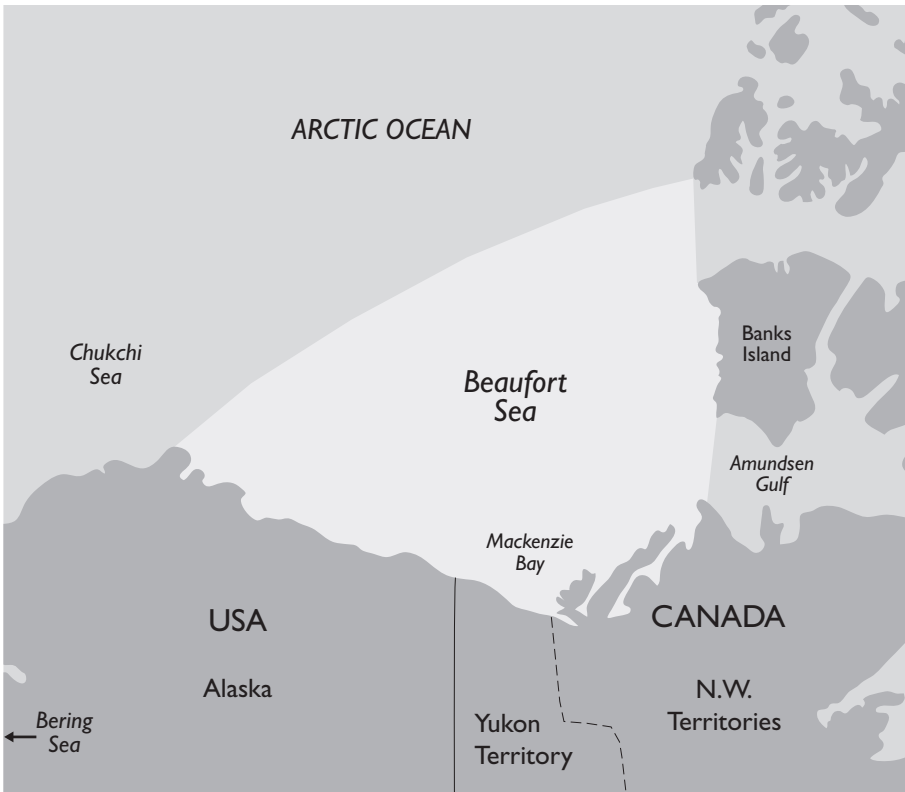 ARCTIC OCEAN
Chukchi
Sea
Beaufort
Sea
Banks
Island
Amundsen
Gulf
Mackenzie
Bay
USA
CANADA
Alaska
N.W.
Territories
Bering
Sea
Yukon
Territory